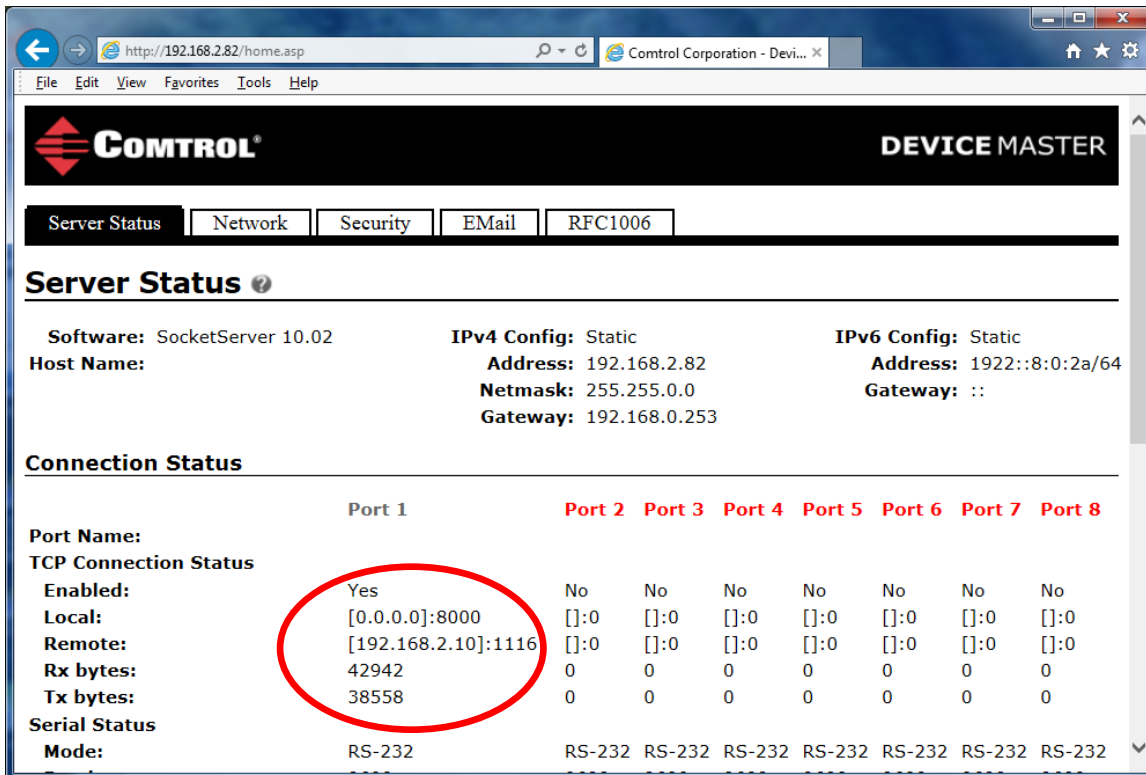 http://192.168.2.82/home.asp
Comtrol Corporation - Devi...
File Edit View Favorites Tools Help
COMTROL®
DEVICEMASTER
Server Status Network Security EMail RFC1006
Server Status ?
Software: SocketServer 10.02 IPv4 Config: Static IPv6 Config: Static
Host Name: Address: 192.168.2.82 Address: 1922::8:0:2a/64
Netmask: 255.255.0.0 Gateway: ::
Gateway: 192.168.0.253
Connection Status
Port 1 Port 2 Port 3 Port 4 Port 5 Port 6 Port 7 Port 8
Port Name:
TCP Connection Status
Enabled: Yes No No No No No No No
Local: [0.0.0.0]:8000 []:0 []:0 []:0 []:0 []:0 []:0 []:0
Remote: [192.168.2.10]:1116 []:0 []:0 []:0 []:0 []:0 []:0 []:0
Rx bytes: 42942 0 0 0 0 0 0 0
Tx bytes: 38558 0 0 0 0 0 0 0
Serial Status
Mode: RS-232 RS-232 RS-232 RS-232 RS-232 RS-232 RS-232 RS-232